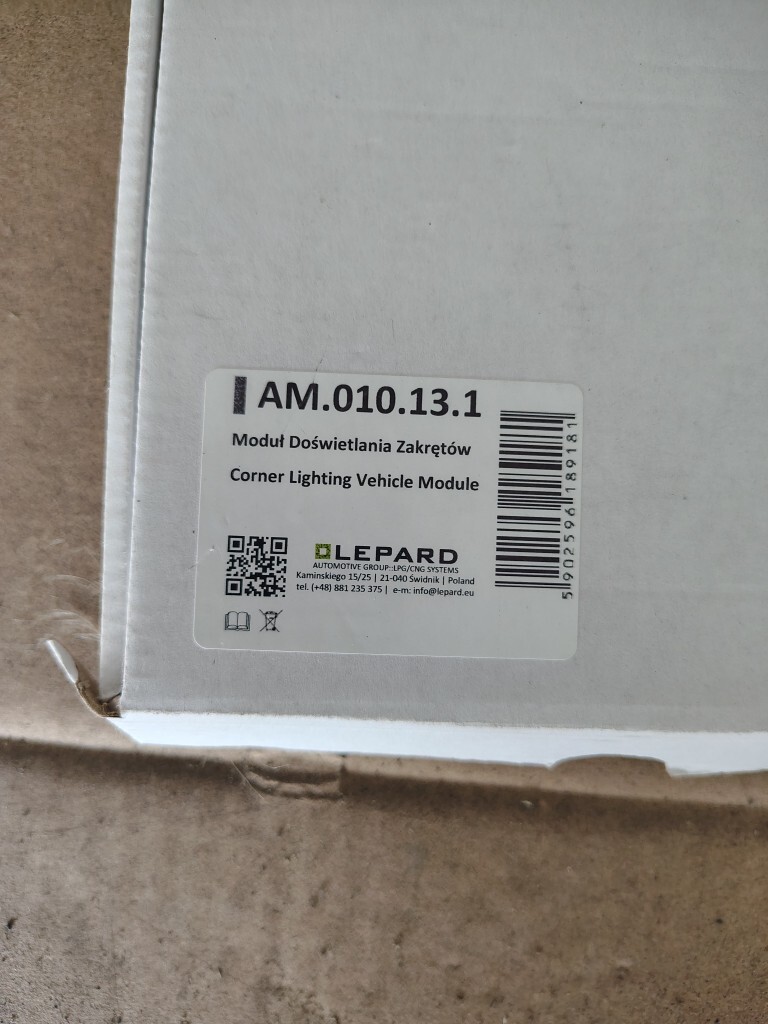 AM.010.13.1
Moduł Doświetlania Zakrętów
Corner Lighting Vehicle Module
LEPARD
AUTOMOTIVE GROUP::LPG/CNG SYSTEMS
Kaminskiego 15/25 | 21-040 Świdnik | Poland
tel. (+48) 881 235 375 | e-m: info@lepard.eu
5902596189181